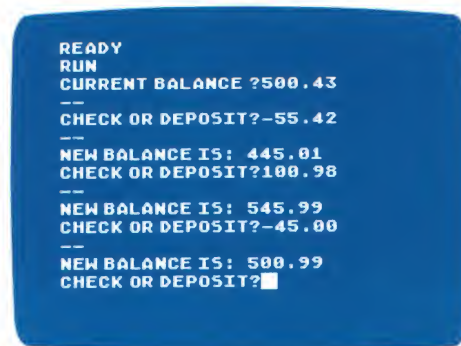 READY
RUN
CURRENT BALANCE ?500.43
--
CHECK OR DEPOSIT?-55.42
--
NEW BALANCE IS: 445.01
CHECK OR DEPOSIT?100.98
--
NEW BALANCE IS: 545.99
CHECK OR DEPOSIT?-45.00
--
NEW BALANCE IS: 500.99
CHECK OR DEPOSIT?